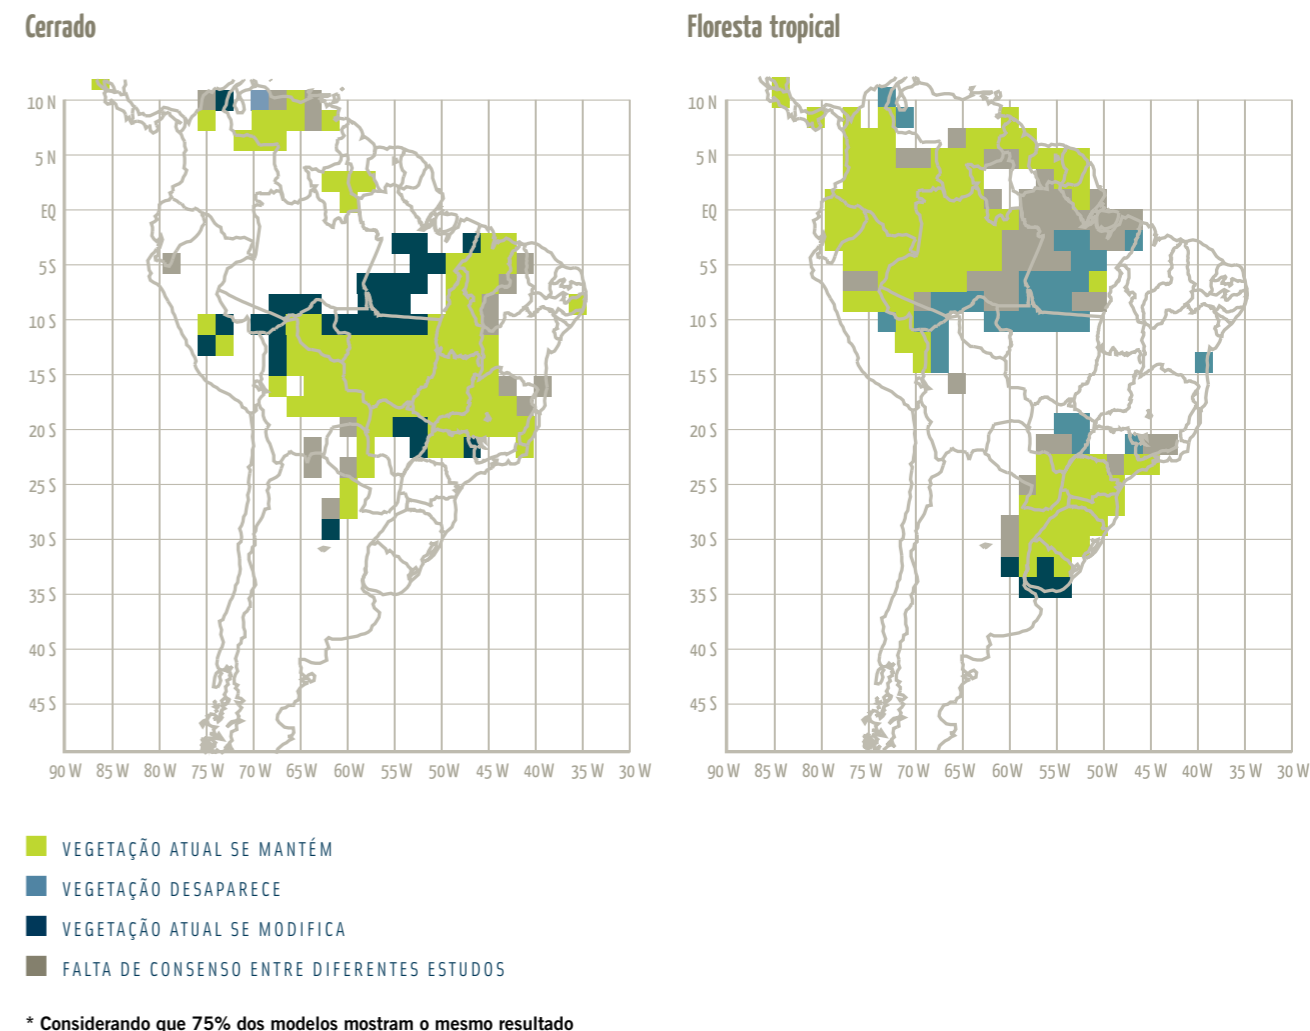 Cerrado
Floresta tropical
10 N
5 N
EQ
5 S
10 S
15 S
20 S
25 S
30 S
35 S
40 S
45 S
90 W 85 W 80 W 75 W 70 W 65 W 60W 55 W 50 W 45 W 40 W 35 W 30 W
10 N
5 N
EQ
5 S
10 S
15 S
20 S
25 S
30 S
35 S
40 S
45 S
90 W 85 W 80 W 75 W 70 W 65 W 60W 55 W 50 W 45 W 40 W 35 W 30 W
VEGETAÇÃO ATUAL SE MANTÉM
VEGETAÇÃO DESAPARECE
VEGETAÇÃO ATUAL SE MODIFICA
FALTA DE CONSENSO ENTRE DIFERENTES ESTUDOS
* Considerando que 75% dos modelos mostram o mesmo resultado